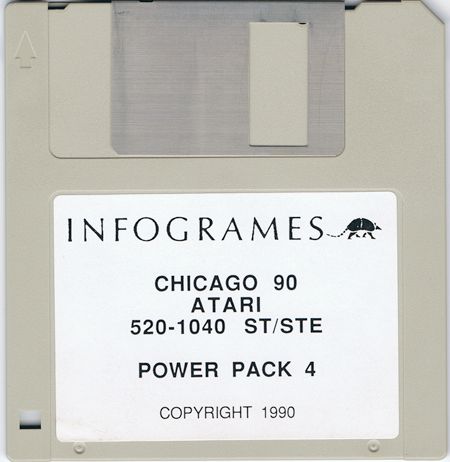 INFOGRAMES
CHICAGO 90
ATARI
520-1040 ST/STE
POWER PACK 4
COPYRIGHT 1990